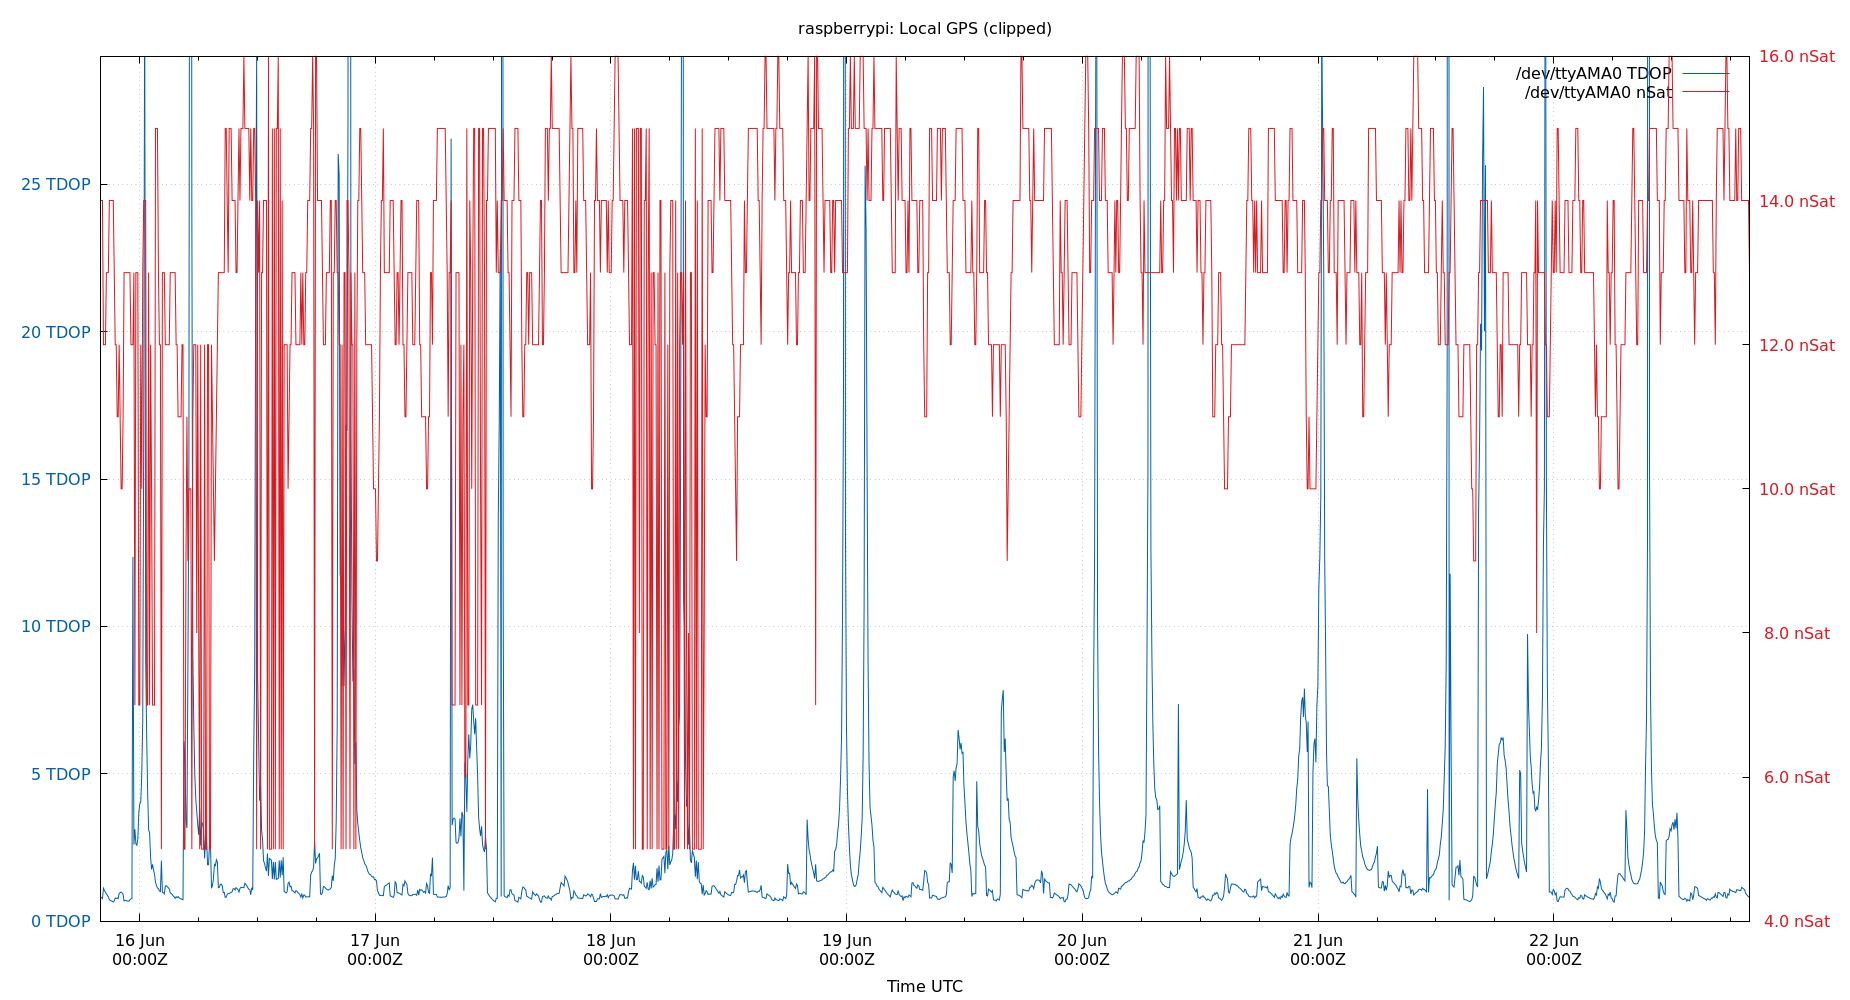 raspberrypi: Local GPS (clipped)
16.0 nSat
/dev/ttyAMA0 TDOP
/dev/ttyAMA0 nSat
25 TDOP
14.0 nSat
20 TDOP
12.0 nSat
15 TDOP
10.0 nSat
10 TDOP
8.0 nSat
5 TDOP
6.0 nSat
0 TDOP
4.0 nSat
16 Jun 17 Jun 18 Jun 19 Jun 20 Jun 21 Jun 22 Jun
00:00Z 00:00Z 00:00Z 00:00Z 00:00Z 00:00Z 00:00Z
Time UTC